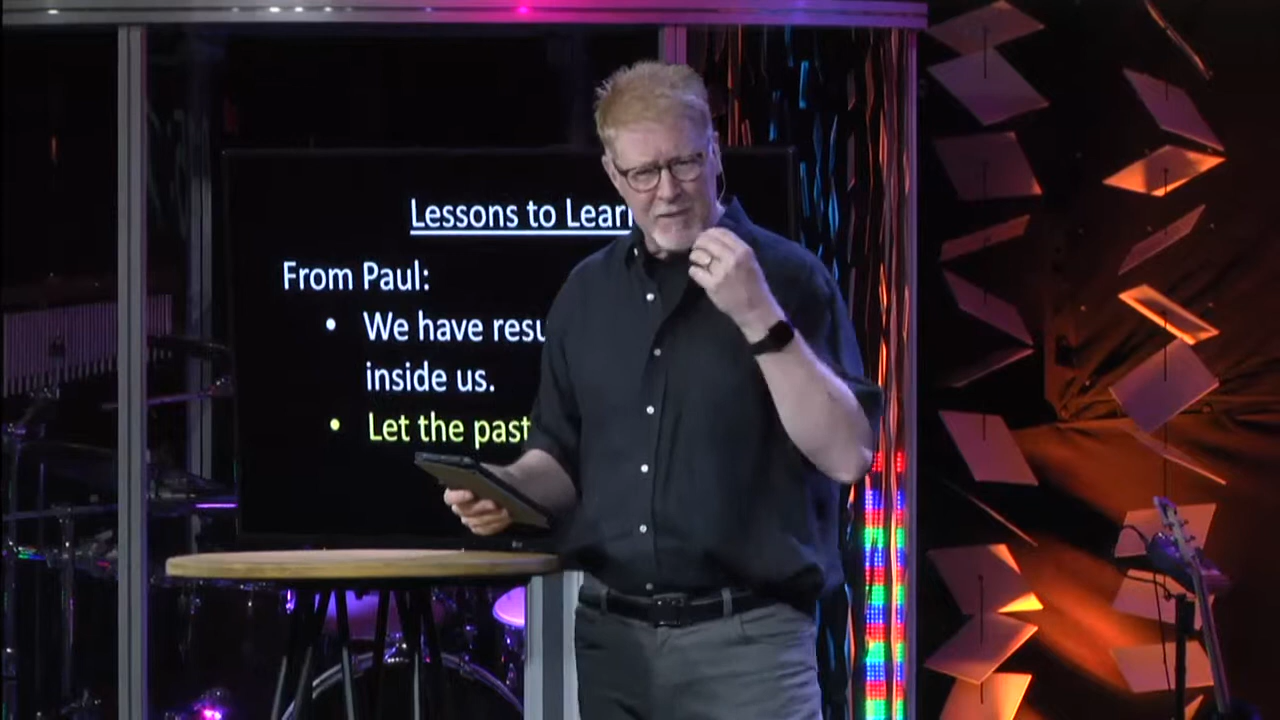 Lessons to Lear
From Paul:
• We have resu
inside us.
• Let the past